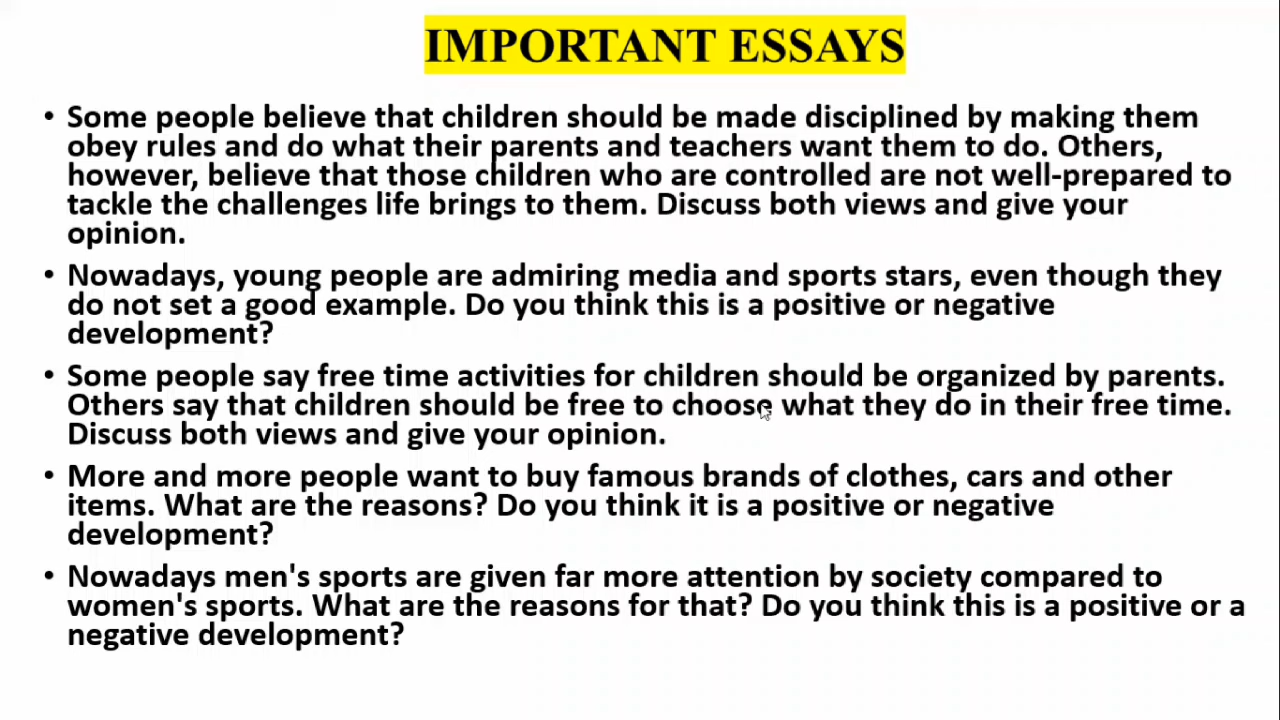 IMPORTANT ESSAYS
• Some people believe that children should be made disciplined by making them
obey rules and do what their parents and teachers want them to do. Others,
however, believe that those children who are controlled are not well-prepared to
tackle the challenges life brings to them. Discuss both views and give your
opinion.
• Nowadays, young people are admiring media and sports stars, even though they
do not set a good example. Do you think this is a positive or negative
development?
• Some people say free time activities for children should be organized by parents.
Others say that children should be free to choose what they do in their free time.
Discuss both views and give your opinion.
• More and more people want to buy famous brands of clothes, cars and other
items. What are the reasons? Do you think it is a positive or negative
development?
• Nowadays men's sports are given far more attention by society compared to
women's sports. What are the reasons for that? Do you think this is a positive or a
negative development?